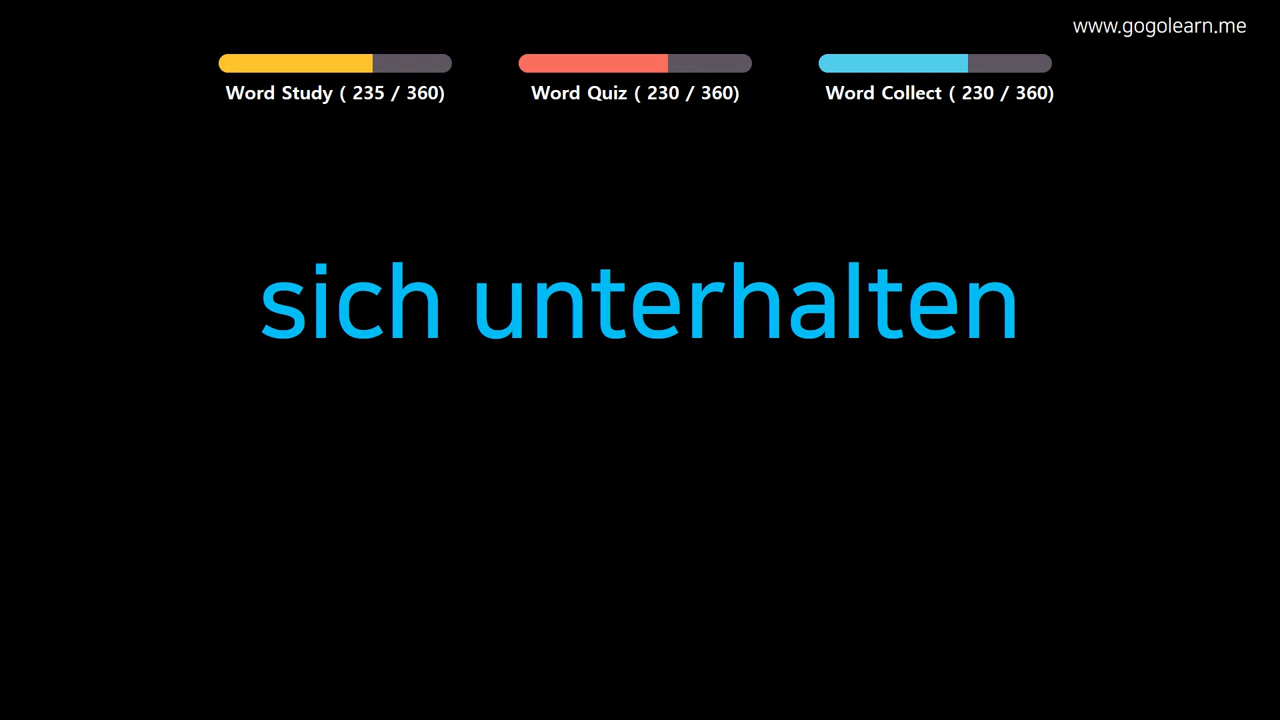 www.gogolearn.me
Word Study ( 235 / 360)
Word Quiz ( 230 / 360)
Word Collect ( 230 / 360)
sich unterhalten